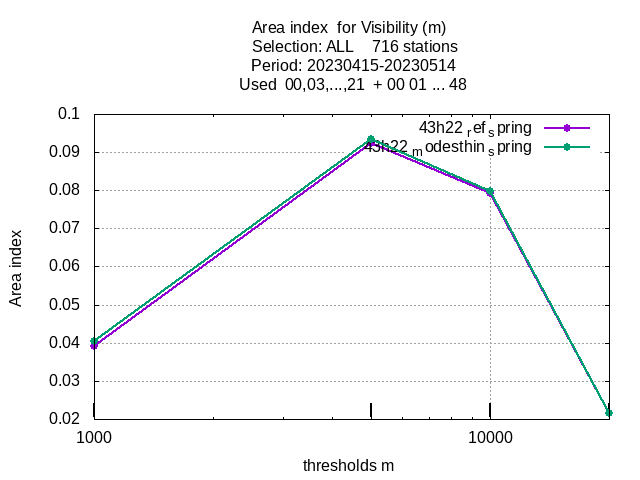 Area index for Visibility (m)
Selection: ALL 716 stations
Period: 20230415-20230514
Used 00,03,...,21 + 00 01 ... 48
43h22 ref spring
43h22 modesthin spring
0.1
0.09
0.08
0.07
0.06
0.05
0.04
0.03
0.02
Area index
1000
10000
thresholds m